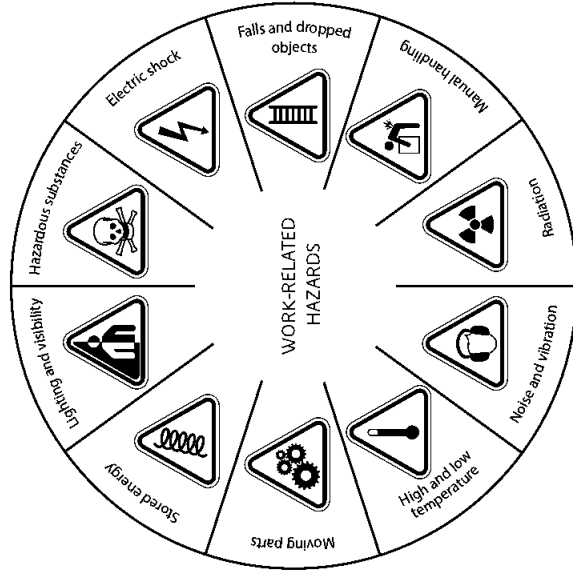 WORK-RELATED
HAZARDS
Falls and dropped
objects
Manual handling
Radiation
Noise and vibration
High and low
temperature
Moving parts
Stored energy
Lighting and visibility
Hazardous substances
Electric shock